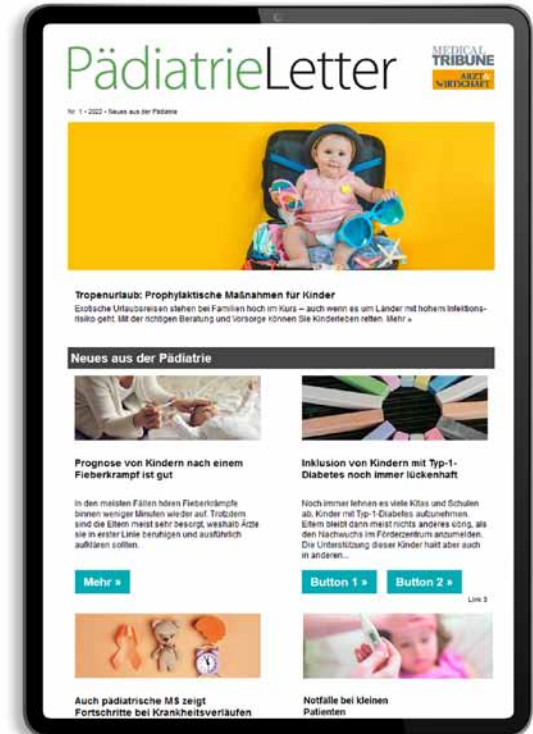 PädiatrieLetter
MEDICAL
TRIBUNE
ARZT &
WIRTSCHAFT
Nr. 1 • 2022 • Neues aus der Pädiatrie
Tropenurlaub: Prophylaktische Maßnahmen für Kinder
Exotische Urlaubsreisen stehen bei Familien hoch im Kurs – auch wenn es um Länder mit hohem Infektions-
risiko geht. Mit der richtigen Beratung und Vorsorge können Sie Kinderleben retten. Mehr »
Neues aus der Pädiatrie
Prognose von Kindern nach einem
Fieberkrampf ist gut
In den meisten Fällen hören Fieberkrämpfe
binnen weniger Minuten wieder auf. Trotzdem
sind die Eltern meist sehr besorgt, weshalb Ärzte
sie in erster Linie beruhigen und ausführlich
aufklären sollten.
Mehr »
Inklusion von Kindern mit Typ-1-
Diabetes noch immer lückenhaft
Noch immer lehnen es viele Kitas und Schulen
ab, Kinder mit Typ-1-Diabetes aufzunehmen.
Eltern bleibt dann meist nichts anderes übrig, als
den Nachwuchs im Förderzentrum anzumelden.
Die Unterstützung dieser Kinder hakt aber auch
in anderen...
Button 1 »
Button 2 »
Link 3
Auch pädiatrische MS zeigt
Fortschritte bei Krankheitsverläufen
Notfälle bei kleinen
Patienten